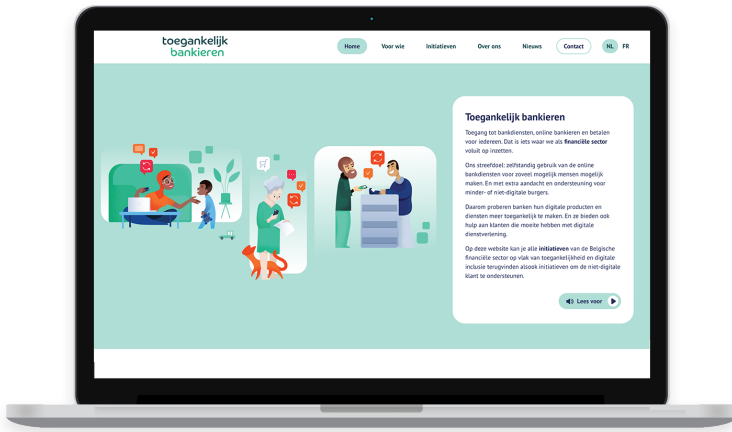 toegankelijk
bankieren
Home Voor wie Initiatieven Over ons Nieuws Contact NL FR
Toegankelijk bankieren
Toegang tot bankdiensten, online bankieren en betalen
voor iedereen. Dat is iets waar we als financiële sector
voluit op inzetten.
Ons streefdoel: zelfstandig gebruik van de online
bankdiensten voor zoveel mogelijk mensen mogelijk
maken. En met extra aandacht en ondersteuning voor
minder- of niet-digitale burgers.
Daarom proberen banken hun digitale producten en
diensten meer toegankelijk te maken. En ze bieden ook
hulp aan klanten die moeite hebben met digitale
dienstverlening.
Op deze website kan je alle initiatieven van de Belgische
financiële sector op vlak van toegankelijkheid en digitale
inclusie terugvinden alsook initiatieven om de niet-digitale
klant te ondersteunen.
Lees voor